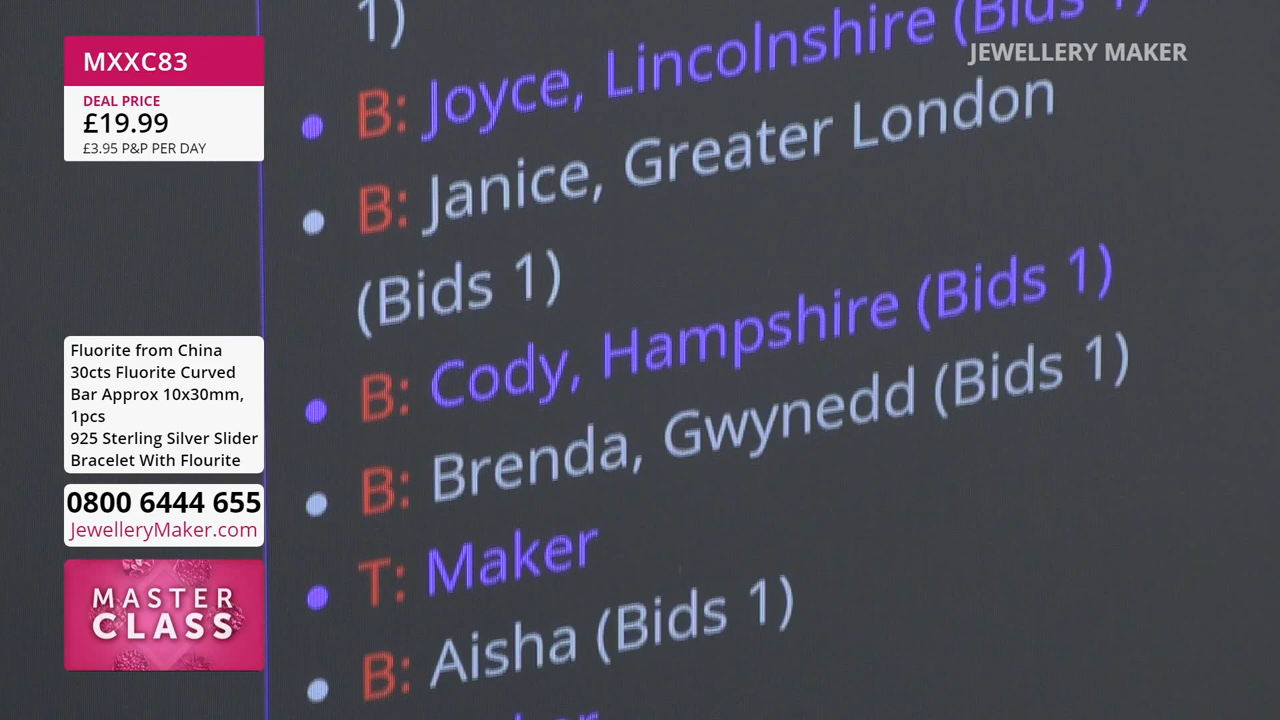 MXXC83
DEAL PRICE
£19.99
£3.95 P&P PER DAY
Fluorite from China
30cts Fluorite Curved
Bar Approx 10x30mm,
1pcs
925 Sterling Silver Slider
Bracelet With Flourite
0800 6444 655
JewelleryMaker.com
MASTER
CLASS
JEWELLERY MAKER
1)
B: Joyce, Lincolnshire (Bids 1)
B: Janice, Greater London
(Bids 1)
B: Cody, Hampshire (Bids 1)
B: Brenda, Gwynedd (Bids 1)
T: Maker
B: Aisha (Bids 1)